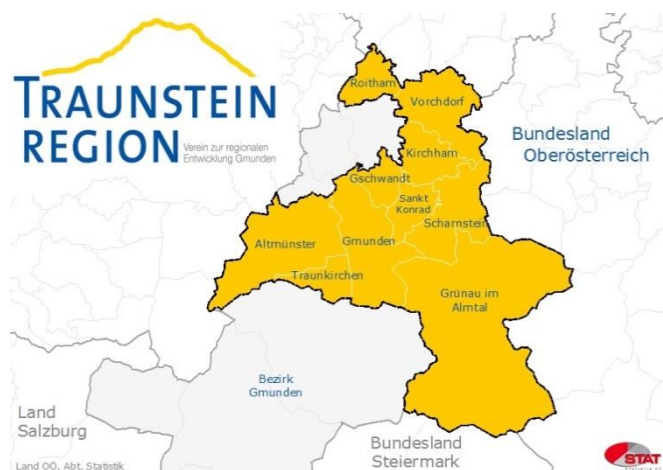 TRAUNSTEIN
REGION
Verein zur regionalen
Entwicklung Gmunden
Roitham
Vorchdorf
Bundesland
Oberösterreich
Kirchham
Gschwandt
Sankt
Konrad
Scharnstein
Altmünster
Gmunden
Traunkirchen
Grünau im
Almtal
Bezirk
Gmunden
Land
Salzburg
Bundesland
Steiermark
Land OÖ. Abt. Statistik
STAT